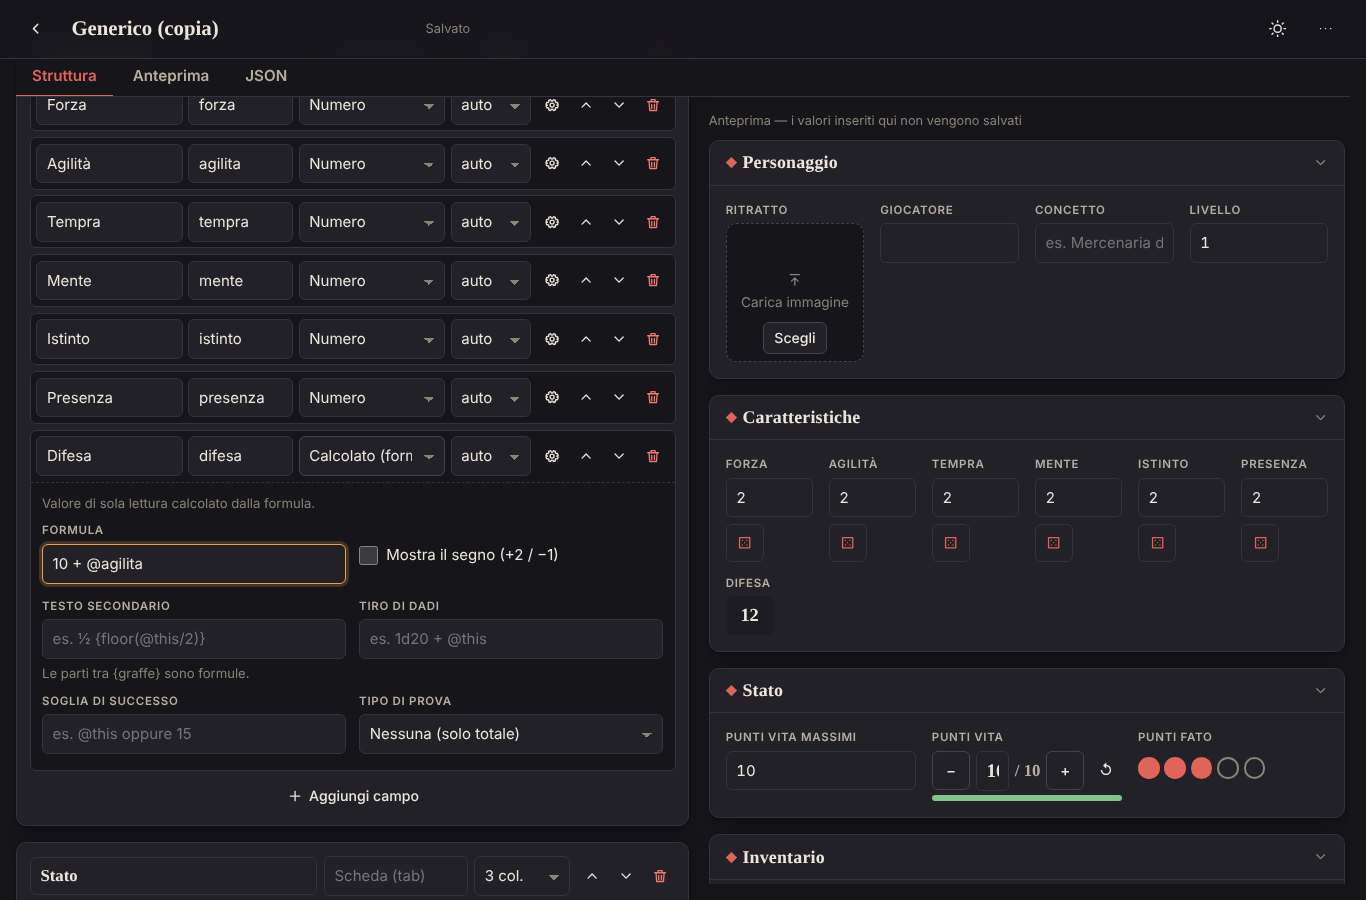 Generico (copia)
Salvato
Struttura
Anteprima
JSON
Forza forza Numero auto
Agilità agilita Numero auto
Tempra tempra Numero auto
Mente mente Numero auto
Istinto istinto Numero auto
Presenza presenza Numero auto
Difesa difesa Calcolato (forn auto
Valore di sola lettura calcolato dalla formula.
FORMULA
10 + @agilita
Mostra il segno (+2 / −1)
TESTO SECONDARIO TIRO DI DADI
es. ½ {floor(@this/2)} es. 1d20 + @this
Le parti tra {graffe} sono formule.
SOGLIA DI SUCCESSO TIPO DI PROVA
es. @this oppure 15 Nessuna (solo totale)
+ Aggiungi campo
Stato Scheda (tab) 3 col.
Anteprima — i valori inseriti qui non vengono salvati
Personaggio
RITRATTO GIOCATORE CONCETTO LIVELLO
es. Mercenaria d 1
Carica immagine
Scegli
Caratteristiche
FORZA AGILITÀ TEMPRA MENTE ISTINTO PRESENZA
2 2 2 2 2 2
DIFESA
12
Stato
PUNTI VITA MASSIMI PUNTI VITA PUNTI FATO
10 − / 10 +
Inventario